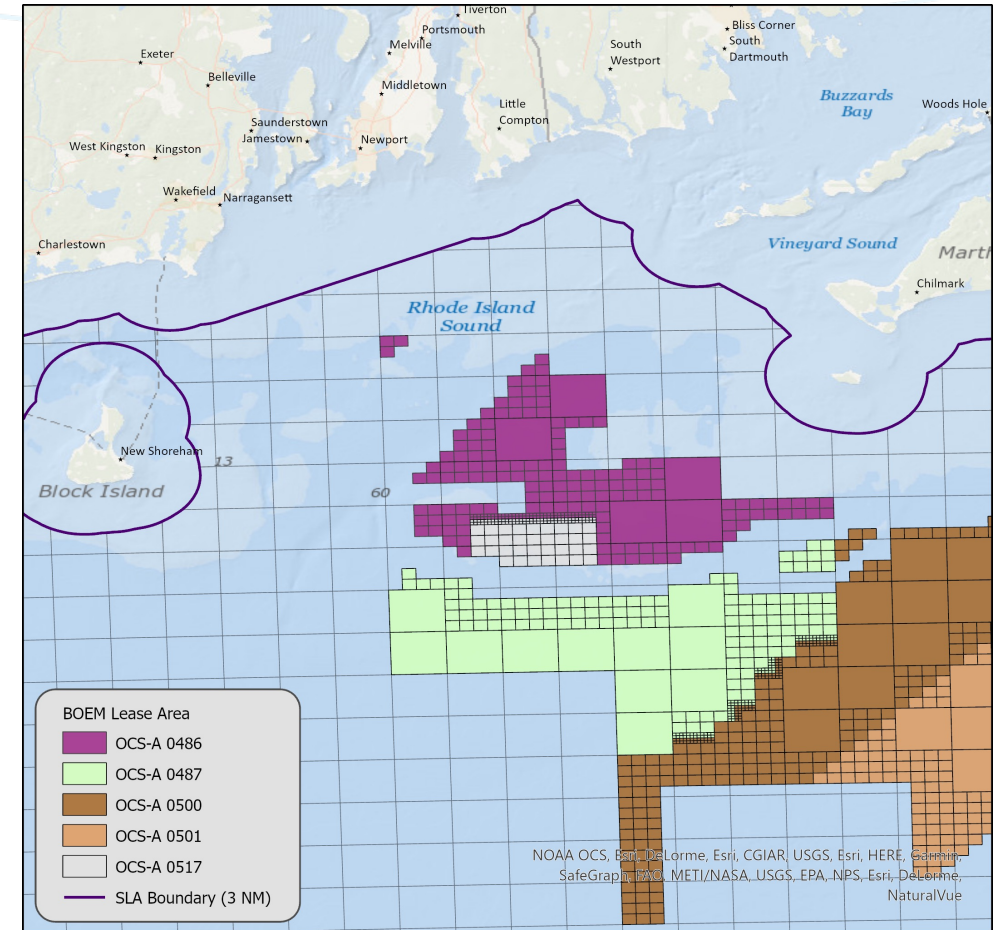 Tiverton
Portsmouth
Bliss Corner
South
Dartmouth
Melville
South
Westport
Exeter
Belleville
Middletown
Buzzards
Bay
Little
Compton
Woods Hole
Saunderstown
Jamestown
Newport
West Kingston
Kingston
Wakefield
Narragansett
Charlestown
Vineyard Sound
Marth
Chilmark
Rhode Island
Sound
New Shoreham
13
Block Island
60
BOEM Lease Area
OCS-A 0486
OCS-A 0487
OCS-A 0500
OCS-A 0501
OCS-A 0517
SLA Boundary (3 NM)
NOAA OCS, Esri, DeLorme, Esri, CGIAR, USGS, Esri, HERE, Garmin,
SafeGraph, FAO, METI/NASA, USGS, EPA, NPS, Esri, DeLorme,
NaturalVue